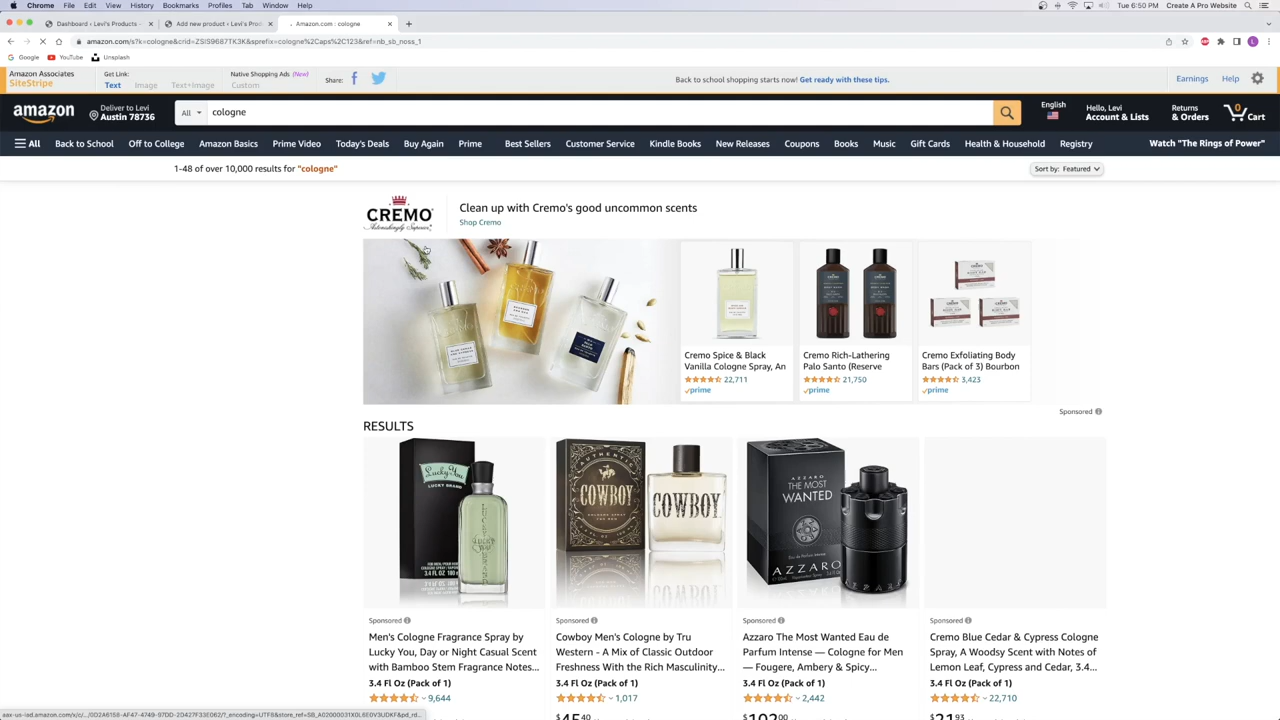 Chrome File Edit View History Bookmarks Profiles Tab Window Help Tue 6:50 PM Create A Pro Website
Dashboard ‹ Levi's Products - Add new product ‹ Levi's Produ Amazon.com : cologne
amazon.com/s?k=cologne&crid=ZSIS9687TK3K&sprefix=cologne%2Caps%2C123&ref=nb_sb_noss_1
Google YouTube Unsplash
Amazon Associates Get Link: Native Shopping Ads (New) Share:
SiteStripe Text Image Text+Image Custom
Back to school shopping starts now! Get ready with these tips. Earnings Help
amazon Deliver to Levi Austin 78736 All cologne English Hello, Levi Account & Lists Returns & Orders 0 Cart
All Back to School Off to College Amazon Basics Prime Video Today's Deals Buy Again Prime Best Sellers Customer Service Kindle Books New Releases Coupons Books Music Gift Cards Health & Household Registry Watch "The Rings of Power"
1-48 of over 10,000 results for "cologne" Sort by: Featured
CREMO
Astonishingly Superior
Clean up with Cremo's good uncommon scents
Shop Cremo
Cremo Spice & Black Cremo Rich-Lathering Cremo Exfoliating Body
Vanilla Cologne Spray, An Palo Santo (Reserve Bars (Pack of 3) Bourbon
22,711 21,750 3,423
prime prime prime
Sponsored
RESULTS
Lucky You
LUCKY BRAND
AUTHENTIC
COWBOY
COWBOY
AZZARO
THE MOST
WANTED
AZZARO
Sponsored Sponsored Sponsored Sponsored
Men's Cologne Fragrance Spray by Cowboy Men's Cologne by Tru Azzaro The Most Wanted Eau de Cremo Blue Cedar & Cypress Cologne
Lucky You, Day or Night Casual Scent Western - A Mix of Classic Outdoor Parfum Intense — Cologne for Men Spray, A Woodsy Scent with Notes of
with Bamboo Stem Fragrance Notes... Freshness With the Rich Masculinity... — Fougere, Ambery & Spicy... Lemon Leaf, Cypress and Cedar, 3.4...
3.4 Fl Oz (Pack of 1) 3.4 Fl Oz (Pack of 1) 3.4 Fl Oz (Pack of 1) 3.4 Fl Oz (Pack of 1)
9,644 1,017 2,442 22,710
$45.40 $102.00 $21.93